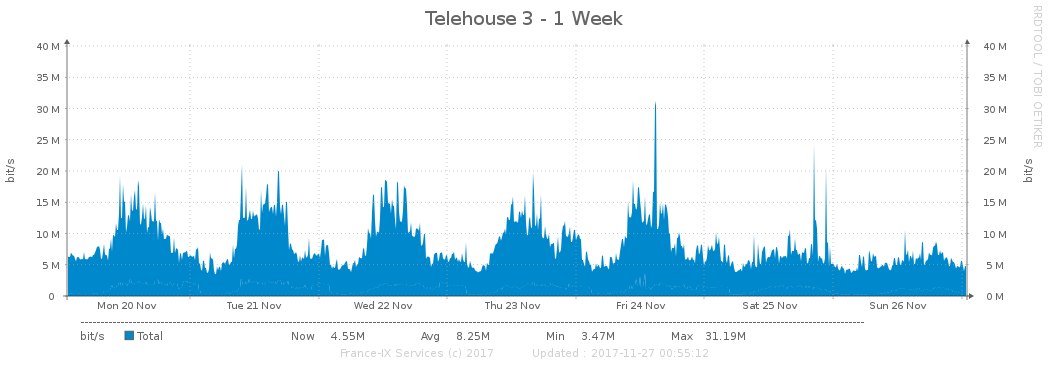 Telehouse 3 - 1 Week
RRDTOOL / TOBI OETIKER
bit/s
bit/s
40 M 40 M
35 M 35 M
30 M 30 M
25 M 25 M
20 M 20 M
15 M 15 M
10 M 10 M
5 M 5 M
0 0 M
Mon 20 Nov Tue 21 Nov Wed 22 Nov Thu 23 Nov Fri 24 Nov Sat 25 Nov Sun 26 Nov
bit/s Total Now 4.55M Avg 8.25M Min 3.47M Max 31.19M
France-IX Services (c) 2017 Updated : 2017-11-27 00:55:12